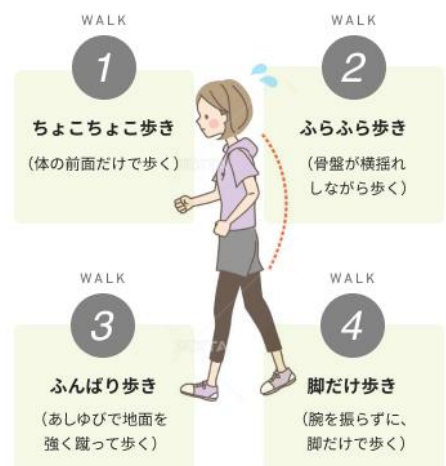 WALK
1
ちょこちょこ歩き
（体の前面だけで歩く）
WALK
2
ふらふら歩き
（骨盤が横揺れ
しながら歩く）
WALK
3
ふんばり歩き
（あしゆびで地面を
強く蹴って歩く）
WALK
4
脚だけ歩き
（腕を振らずに、
脚だけで歩く）